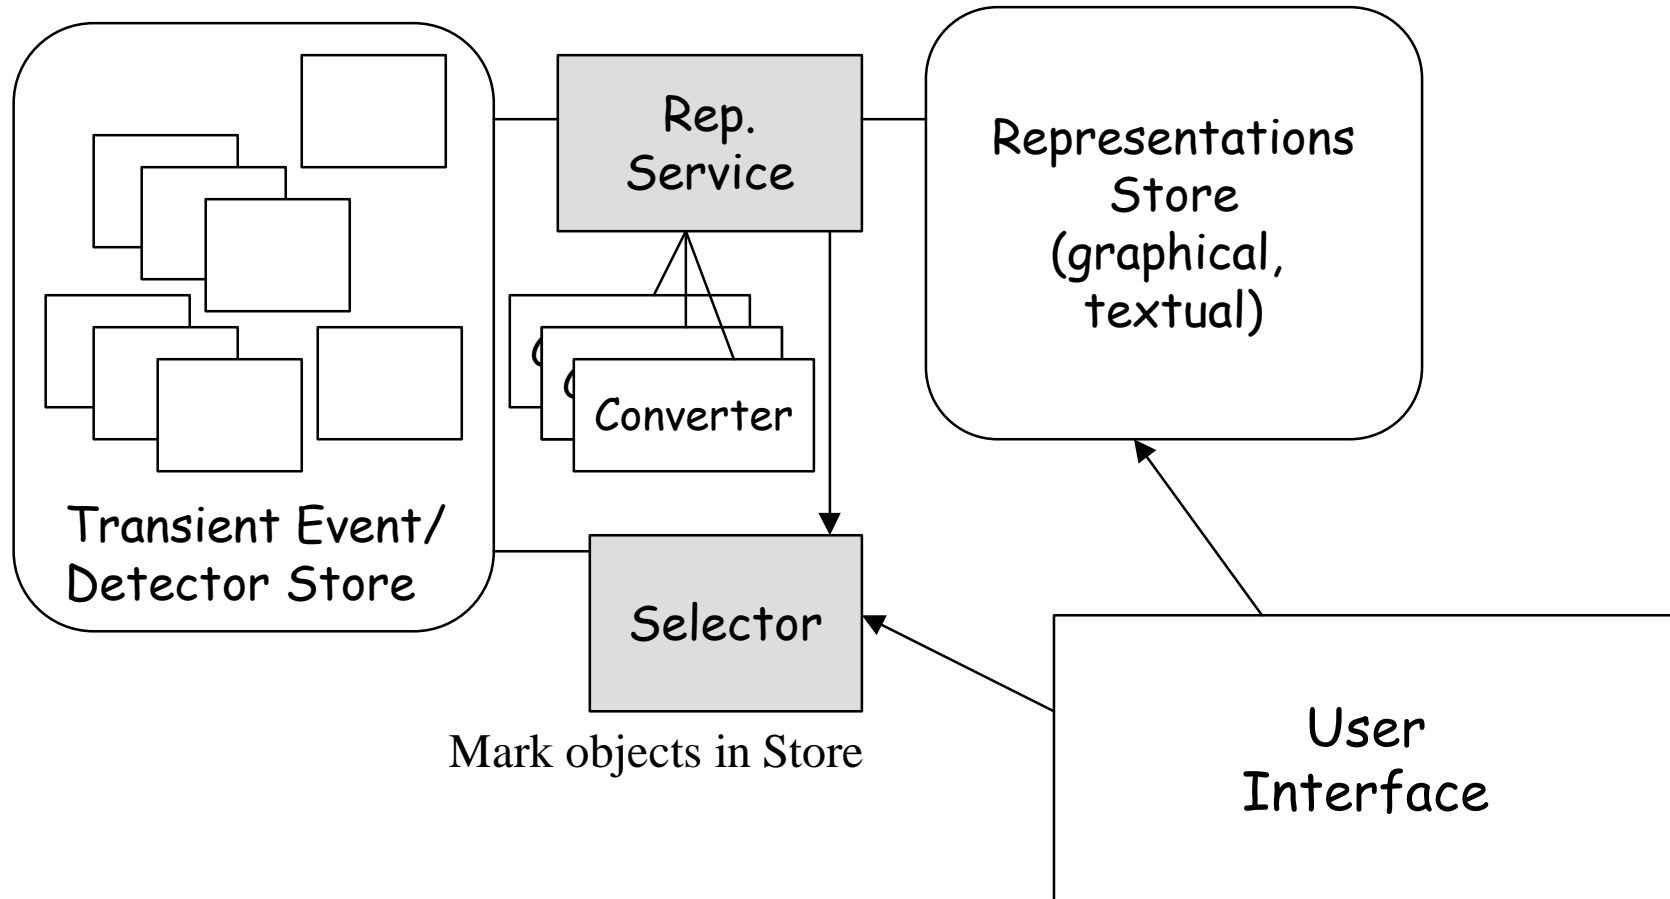 Rep.
Service
Representations
Store
(graphical,
textual)
Converter
Transient Event/
Detector Store
Selector
Mark objects in Store
User
Interface